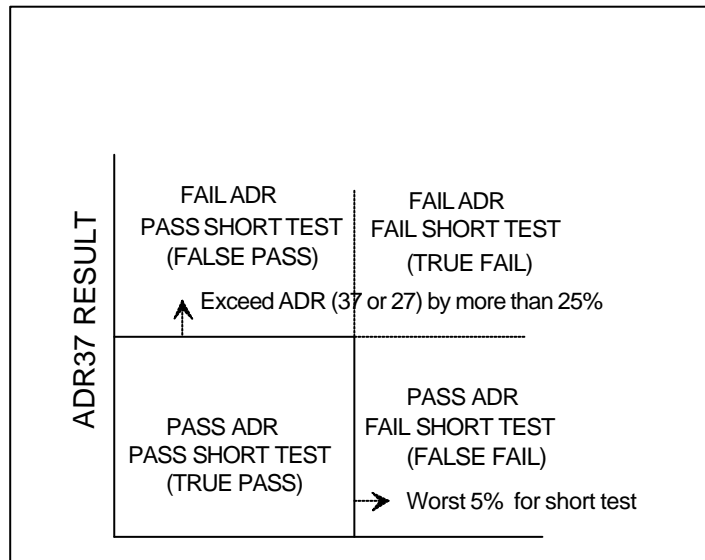 ADR37 RESULT
FAIL ADR
PASS SHORT TEST
(FALSE PASS)
FAIL ADR
FAIL SHORT TEST
(TRUE FAIL)
Exceed ADR (37 or 27) by more than 25%
PASS ADR
PASS SHORT TEST
(TRUE PASS)
PASS ADR
FAIL SHORT TEST
(FALSE FAIL)
Worst 5% for short test